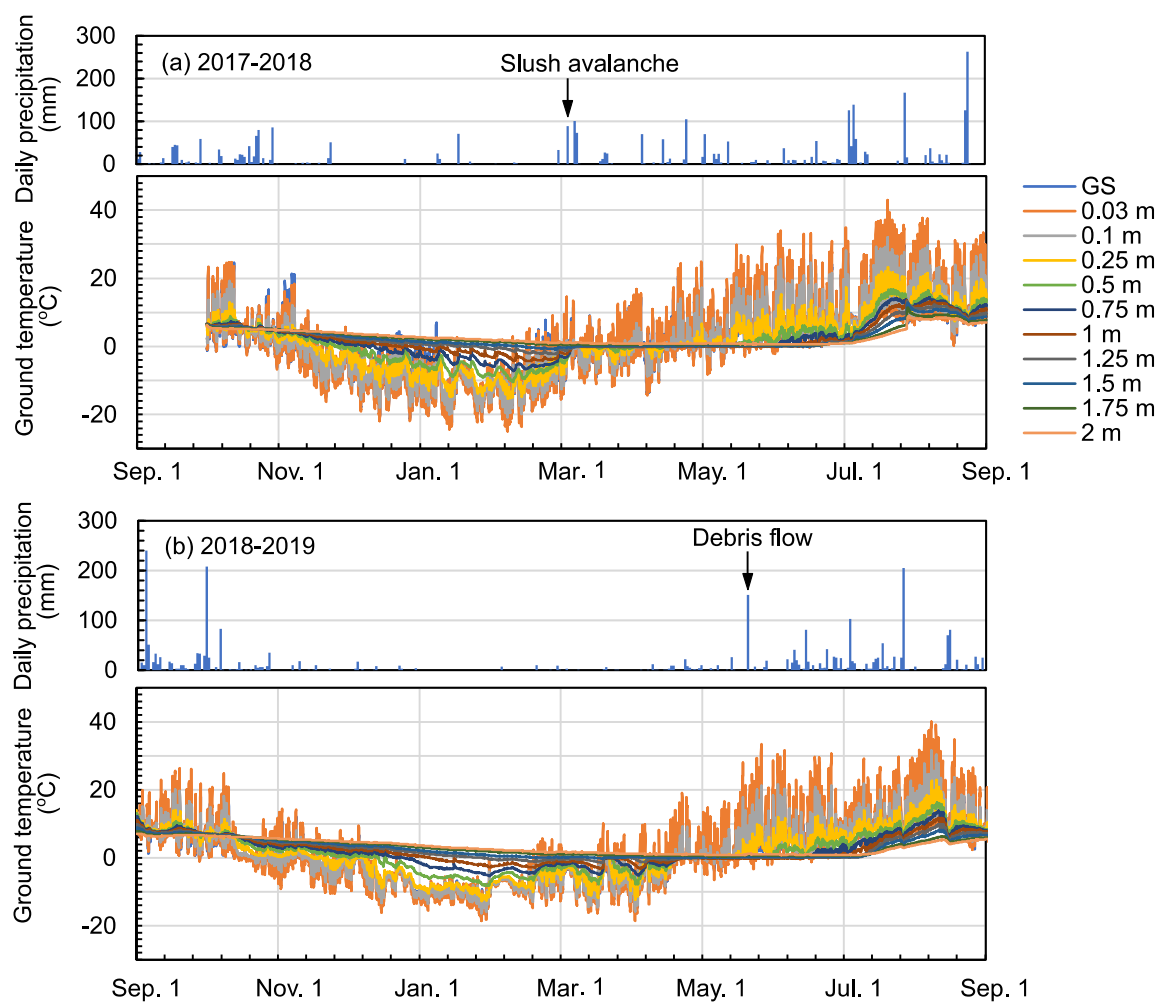 Daily precipitation
(mm)
300
200
100
0
(a) 2017-2018
Slush avalanche
Ground temperature
(°C)
40
20
0
-20
Sep. 1
Nov. 1
Jan. 1
Mar. 1
May. 1
Jul. 1
Sep. 1
GS
0.03 m
0.1 m
0.25 m
0.5 m
0.75 m
1 m
1.25 m
1.5 m
1.75 m
2 m
Daily precipitation
(mm)
300
200
100
0
(b) 2018-2019
Debris flow
Ground temperature
(°C)
40
20
0
-20
Sep. 1
Nov. 1
Jan. 1
Mar. 1
May. 1
Jul. 1
Sep. 1